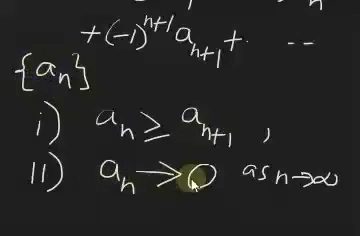 +(-1)^{n+1} a_{n+1} + --
{a_n}
i) a_n ≥ a_{n+1} ,
ii) a_n → 0 as n→∞